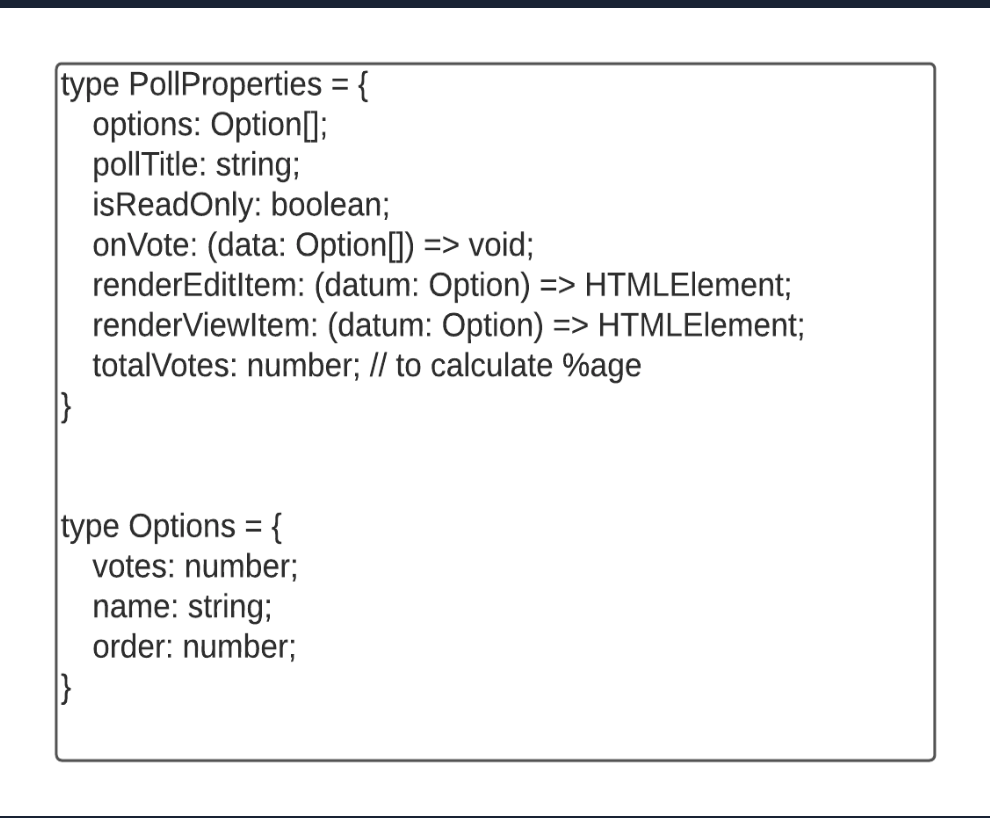 type PollProperties = {
    options: Option[];
    pollTitle: string;
    isReadOnly: boolean;
    onVote: (data: Option[]) => void;
    renderEditItem: (datum: Option) => HTMLElement;
    renderViewItem: (datum: Option) => HTMLElement;
    totalVotes: number; // to calculate %age
}
type Options = {
    votes: number;
    name: string;
    order: number;
}